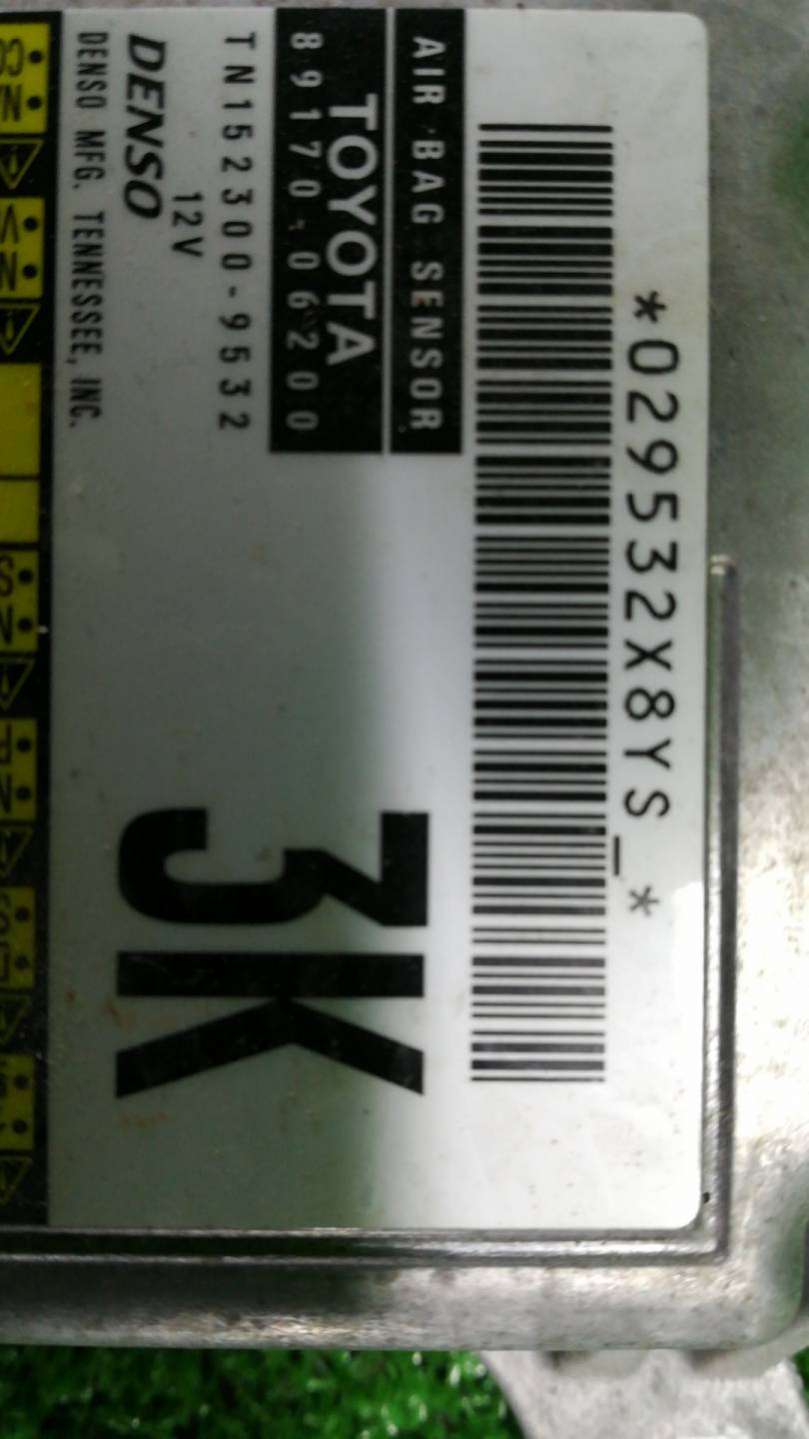 *029532X8YS_*
AIR BAG SENSOR
TOYOTA
89170-06200
TN152300-9532
12V
DENSO
DENSO MFG. TENNESSEE, INC.
3K